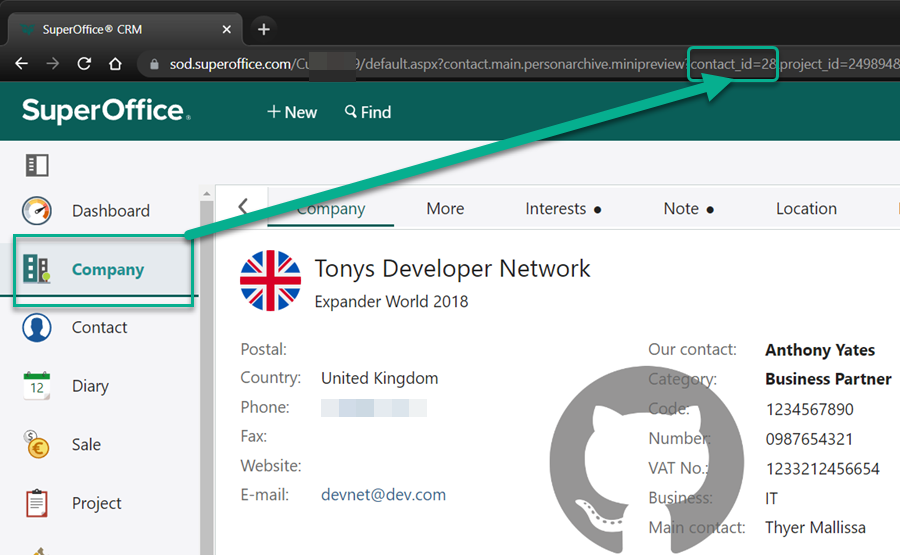 SuperOffice® CRM
sod.superoffice.com/Cu 9/default.aspx?contact.main.personarchive.minipreview?contact_id=28 project_id=2498948
SuperOffice® + New Find
Dashboard
Company
Contact
12 Diary
Sale
Project
Company More Interests Note Location
Tonys Developer Network
Expander World 2018
Postal:
Country: United Kingdom
Phone:
Fax:
Website:
E-mail: devnet@dev.com
Our contact: Anthony Yates
Category: Business Partner
Code: 1234567890
Number: 0987654321
VAT No.: 1233212456654
Business: IT
Main contact: Thyer Mallissa